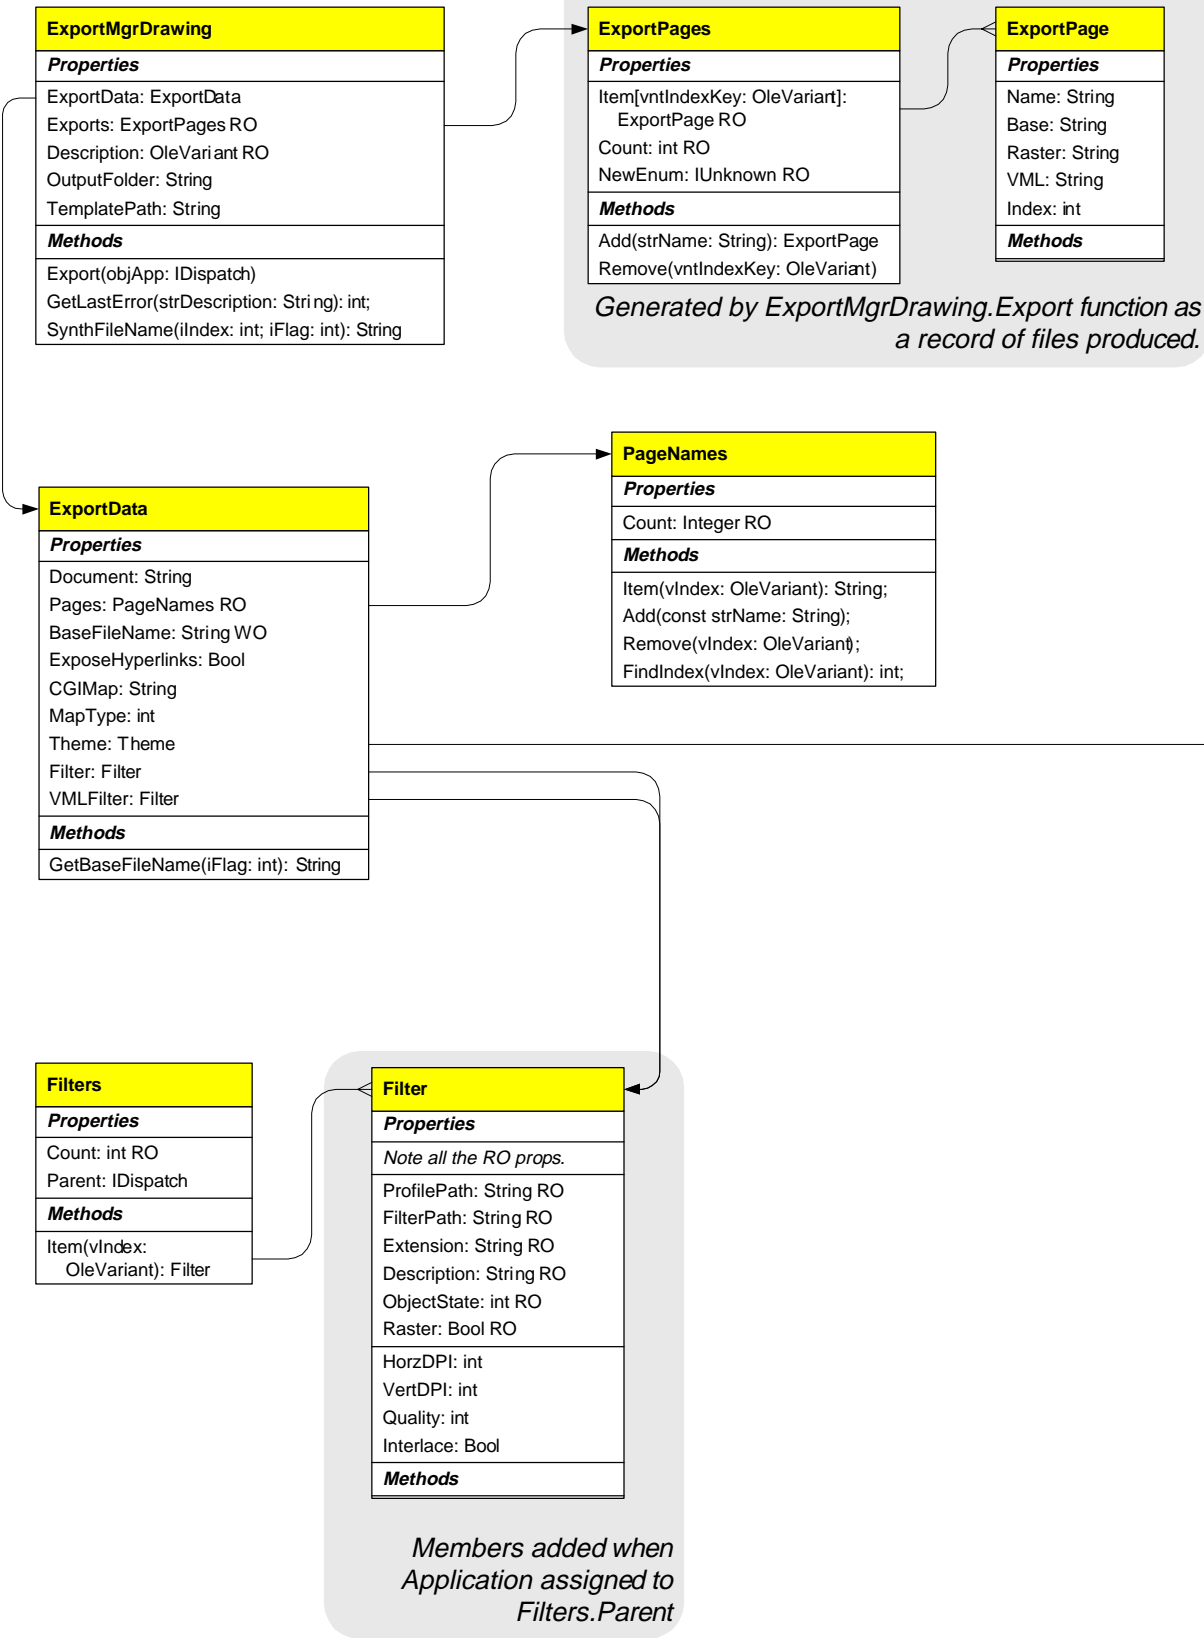 ExportMgrDrawing
Properties
ExportData: ExportData
Exports: ExportPages RO
Description: OleVariant RO
OutputFolder: String
TemplatePath: String
Methods
Export(objApp: IDispatch)
GetLastError(strDescription: String): int;
SynthFileName(iIndex: int; iFlag: int): String
ExportPages
Properties
Item[vntIndexKey: OleVariant]:
ExportPage RO
Count: int RO
NewEnum: IUnknown RO
Methods
Add(strName: String): ExportPage
Remove(vntIndexKey: OleVariant)
ExportPage
Properties
Name: String
Base: String
Raster: String
VML: String
Index: int
Methods
Generated by ExportMgrDrawing.Export function as
a record of files produced.
PageNames
Properties
Count: Integer RO
Methods
Item(vIndex: OleVariant): String;
Add(const strName: String);
Remove(vIndex: OleVariant);
FindIndex(vIndex: OleVariant): int;
ExportData
Properties
Document: String
Pages: PageNames RO
BaseFileName: String WO
ExposeHyperlinks: Bool
CGIMap: String
MapType: int
Theme: Theme
Filter: Filter
VMLFilter: Filter
Methods
GetBaseFileName(iFlag: int): String
Filters
Properties
Count: int RO
Parent: IDispatch
Methods
Item(vIndex:
OleVariant): Filter
Filter
Properties
Note all the RO props.
ProfilePath: String RO
FilterPath: String RO
Extension: String RO
Description: String RO
ObjectState: int RO
Raster: Bool RO
HorzDPI: int
VertDPI: int
Quality: int
Interlace: Bool
Methods
Members added when
Application assigned to
Filters.Parent